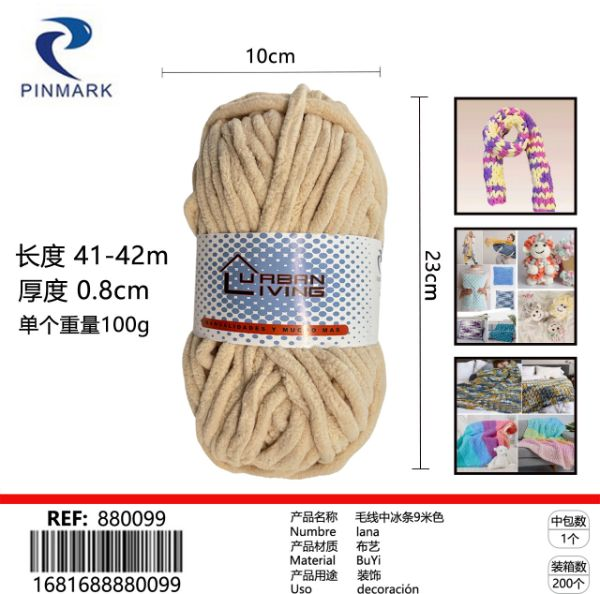 PINMARK
10cm
23cm
长度 41-42m
厚度 0.8cm
单个重量100g
URBAN
LIVING
Y MUCHO MAS
REF: 880099
1681688880099
产品名称 毛线中冰条9米色
Numbre lana
产品材质 布艺
Material BuYi
产品用途 装饰
Uso decoración
中包数
1个
装箱数
200个